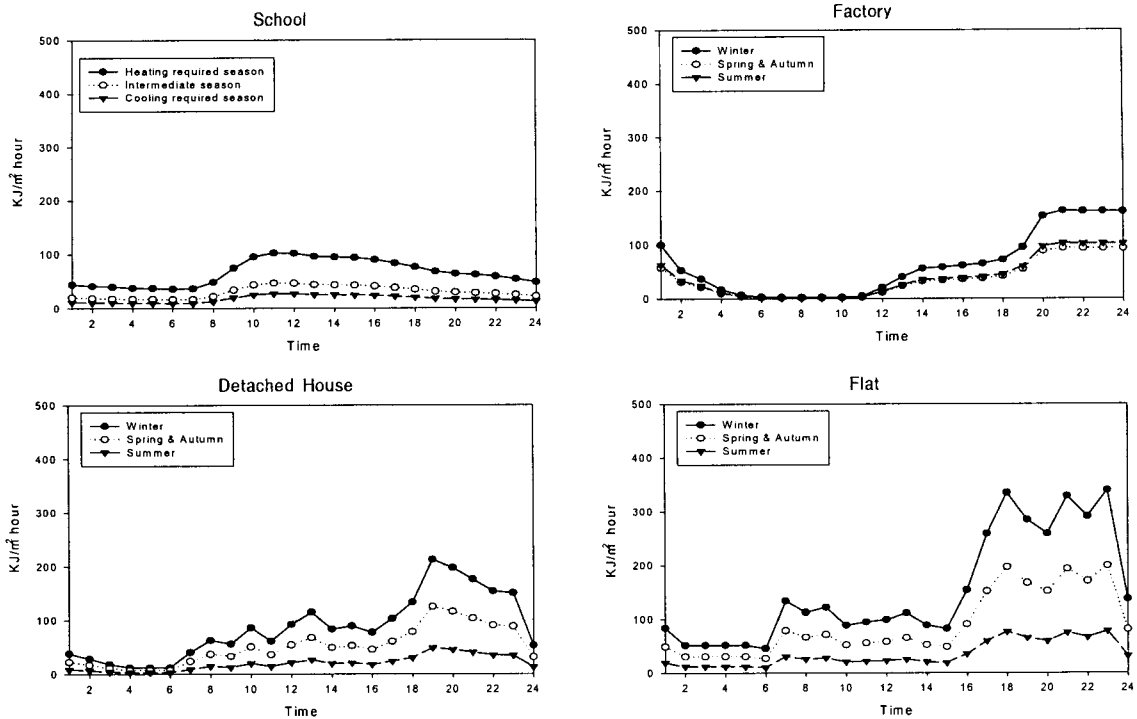 School
500
400
300
200
100
0
KJ/㎡ hour
Heating required season
Intermediate season
Cooling required season
2 4 6 8 10 12 14 16 18 20 22 24
Time
Factory
500
400
300
200
100
0
KJ/㎡ hour
Winter
Spring & Autumn
Summer
2 4 6 8 10 12 14 16 18 20 22 24
Time
Detached House
500
400
300
200
100
0
KJ/㎡ hour
Winter
Spring & Autumn
Summer
2 4 6 8 10 12 14 16 18 20 22 24
Time
Flat
500
400
300
200
100
0
KJ/㎡ hour
Winter
Spring & Autumn
Summer
2 4 6 8 10 12 14 16 18 20 22 24
Time